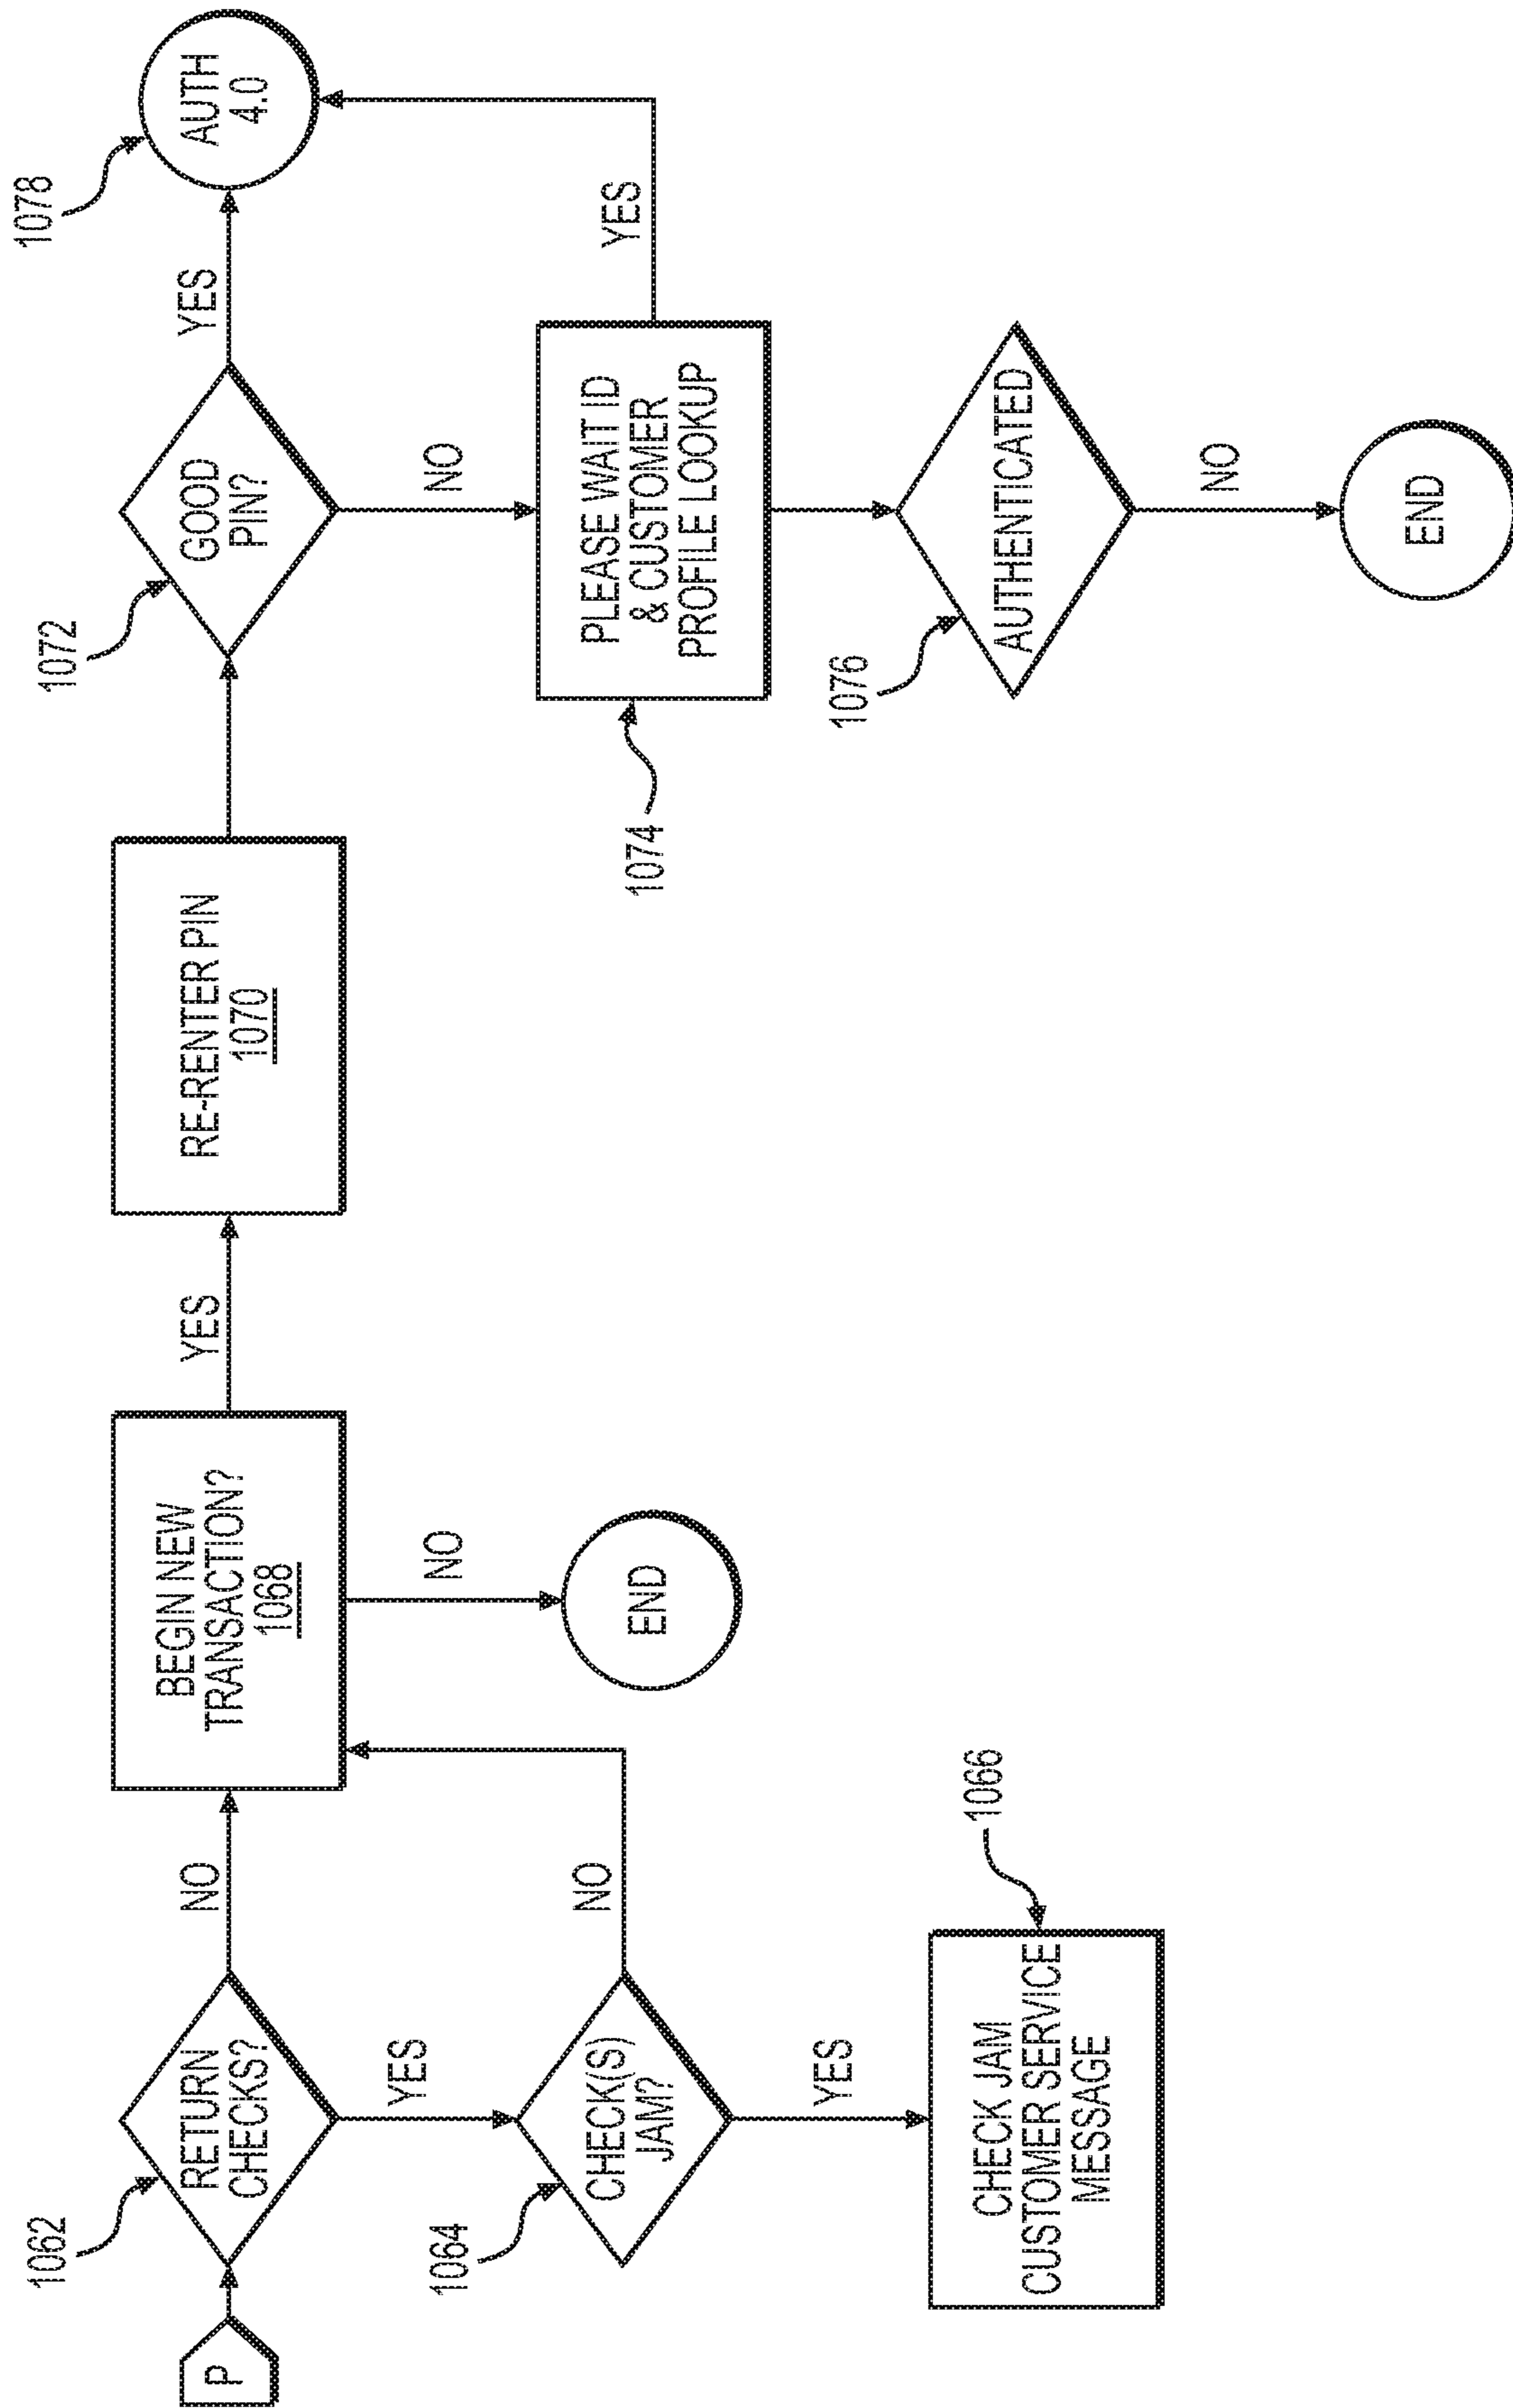 P
1062
RETURN
CHECKS?
NO
YES
1064
CHECK(S)
JAM?
NO
YES
1066
CHECK JAM
CUSTOMER SERVICE
MESSAGE
BEGIN NEW
TRANSACTION?
1068
NO
END
YES
RE-RENTER PIN
1070
1072
GOOD
PIN?
YES
NO
1078
AUTH
4.0
1074
PLEASE WAIT ID
& CUSTOMER
PROFILE LOOKUP
YES
1076
AUTHENTICATED
NO
END